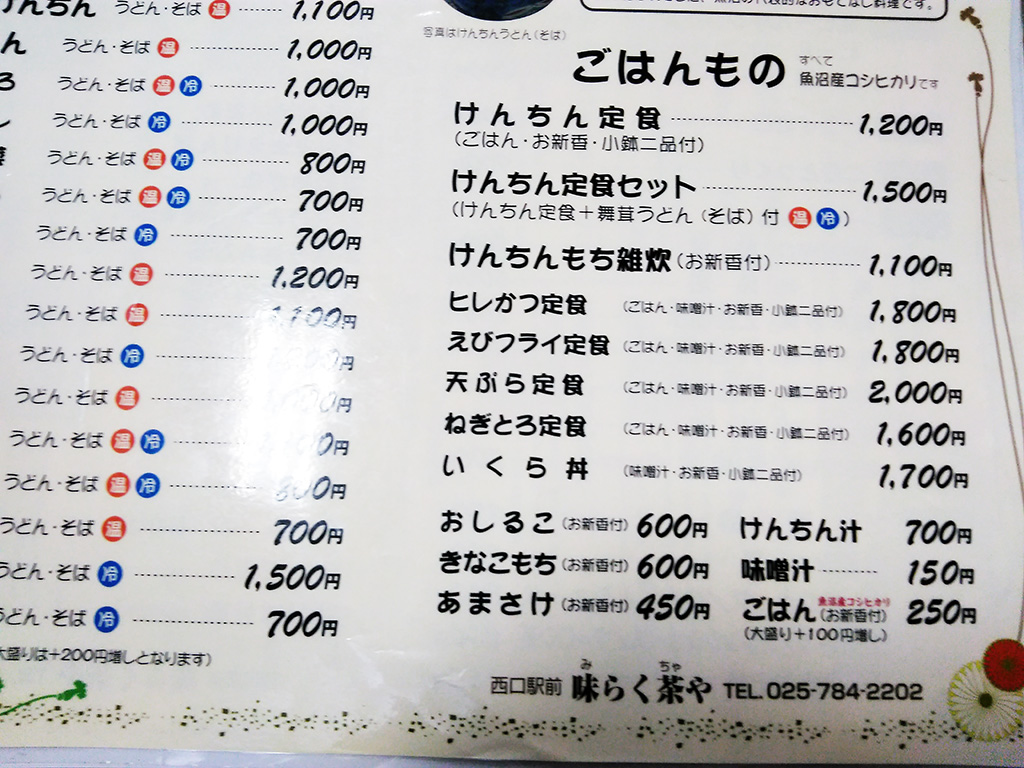 けんちん うどん・そば 温 1,100円
ん うどん・そば 温 1,000円
ろ うどん・そば 温 冷 1,000円
うどん・そば 冷 1,000円
うどん・そば 温 冷 800円
うどん・そば 温 冷 700円
うどん・そば 冷 700円
うどん・そば 温 1,200円
うどん・そば 温 1,100円
うどん・そば 冷
うどん・そば 温
うどん・そば 温 冷
うどん・そば 温 冷 800円
うどん・そば 温 700円
うどん・そば 冷 1,500円
うどん・そば 冷 700円
大盛りは+200円増しとなります)
写真はけんちんうどん(そば)
ごはんもの すべて魚沼産コシヒカリです
けんちん定食 1,200円
(ごはん・お新香・小鉢二品付)
けんちん定食セット 1,500円
(けんちん定食+舞茸うどん(そば)付 温 冷)
けんちんもち雑炊(お新香付) 1,100円
ヒレかつ定食 (ごはん・味噌汁・お新香・小鉢二品付) 1,800円
えびフライ定食 (ごはん・味噌汁・お新香・小鉢二品付) 1,800円
天ぷら定食 (ごはん・味噌汁・お新香・小鉢二品付) 2,000円
ねぎとろ定食 (ごはん・味噌汁・お新香・小鉢二品付) 1,600円
いくら丼 (味噌汁・お新香・小鉢二品付) 1,700円
おしるこ(お新香付) 600円
きなこもち(お新香付) 600円
あまさけ(お新香付) 450円
けんちん汁 700円
味噌汁 150円
魚沼産コシヒカリ
ごはん(お新香付) 250円
(大盛り+100円増し)
み ちゃ
西口駅前 味らく茶や TEL.025-784-2202